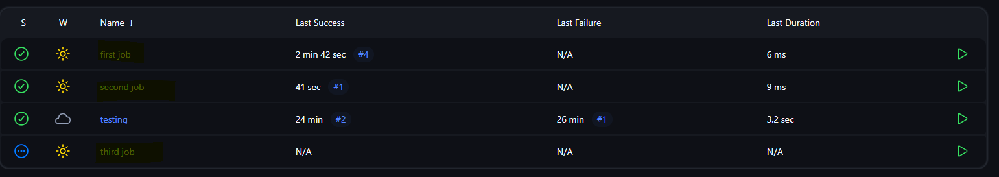 S W Name ↓ Last Success Last Failure Last Duration
first job 2 min 42 sec #4 N/A 6 ms
second job 41 sec #1 N/A 9 ms
testing 24 min #2 26 min #1 3.2 sec
third job N/A N/A N/A